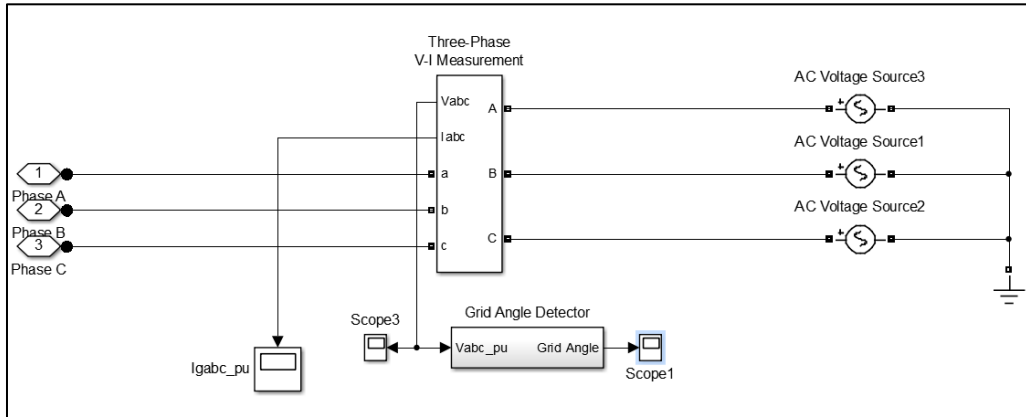 Three-Phase
V-I Measurement
AC Voltage Source3
Vabc
A
AC Voltage Source1
Iabc
1
a
B
Phase A
AC Voltage Source2
2
b
Phase B
3
c
C
Phase C
Scope3
Grid Angle Detector
Vabc_pu
Grid Angle
Igabc_pu
Scope1